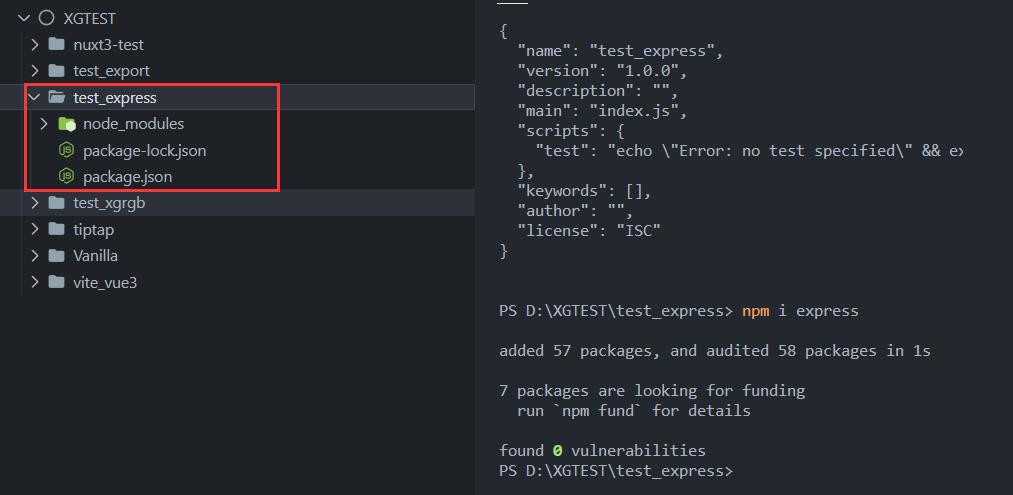 XGTEST
nuxt3-test
test_export
test_express
node_modules
package-lock.json
package.json
test_xgrgb
tiptap
Vanilla
vite_vue3
{
  "name": "test_express",
  "version": "1.0.0",
  "description": "",
  "main": "index.js",
  "scripts": {
    "test": "echo \"Error: no test specified\" && ex
  },
  "keywords": [],
  "author": "",
  "license": "ISC"
}
PS D:\XGTEST\test_express> npm i express
added 57 packages, and audited 58 packages in 1s
7 packages are looking for funding
  run `npm fund` for details
found 0 vulnerabilities
PS D:\XGTEST\test_express>